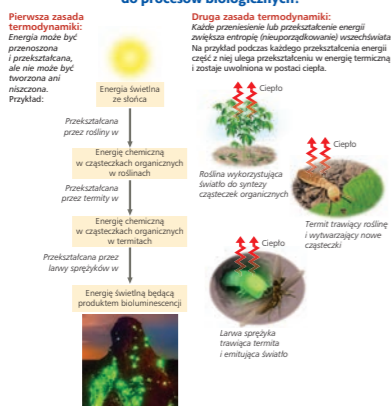 do procesów biologicznych?
Pierwsza zasada
termodynamiki:
Energia może być
przenoszona
i przekształcana,
ale nie może być
tworzona ani
niszczona.
Przykład:
Energia świetlna
ze słońca
Przekształcana
przez rośliny w
Energię chemiczną
w cząsteczkach organicznych
w roślinach
Przekształcana
przez termity w
Energię chemiczną
w cząsteczkach organicznych
w termitach
Przekształcana przez
larwy sprężyków w
Energię świetlną będącą
produktem bioluminescencji
Druga zasada termodynamiki:
Każde przeniesienie lub przekształcenie energii
zwiększa entropię (nieuporządkowanie) wszechświata.
Na przykład podczas każdego przekształcenia energii
część z niej ulega przekształceniu w energię termiczną
i zostaje uwolniona w postaci ciepła.
Ciepło
Roślina wykorzystująca
światło do syntezy
cząsteczek organicznych
Ciepło
Termit trawiący roślinę
i wytwarzający nowe
cząsteczki
Ciepło
Larwa sprężyka
trawiąca termita
i emitująca światło